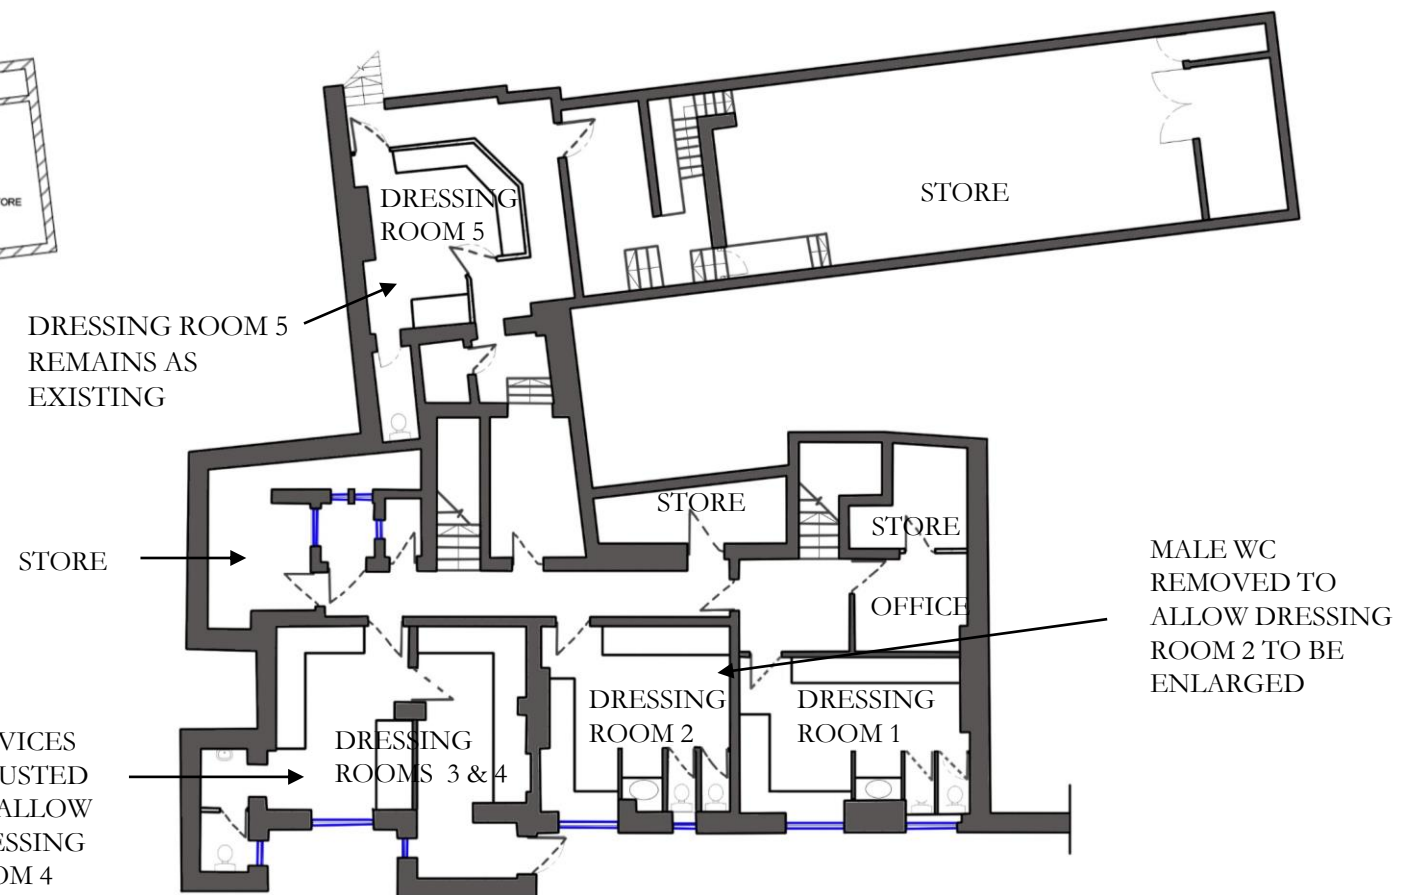 STORE
DRESSING
ROOM 5
DRESSING ROOM 5
REMAINS AS
EXISTING
STORE
STORE
STORE
OFFICE
MALE WC
REMOVED TO
ALLOW DRESSING
ROOM 2 TO BE
ENLARGED
DRESSING
ROOM 2
DRESSING
ROOM 1
DRESSING
ROOMS 3 & 4
ALLOW